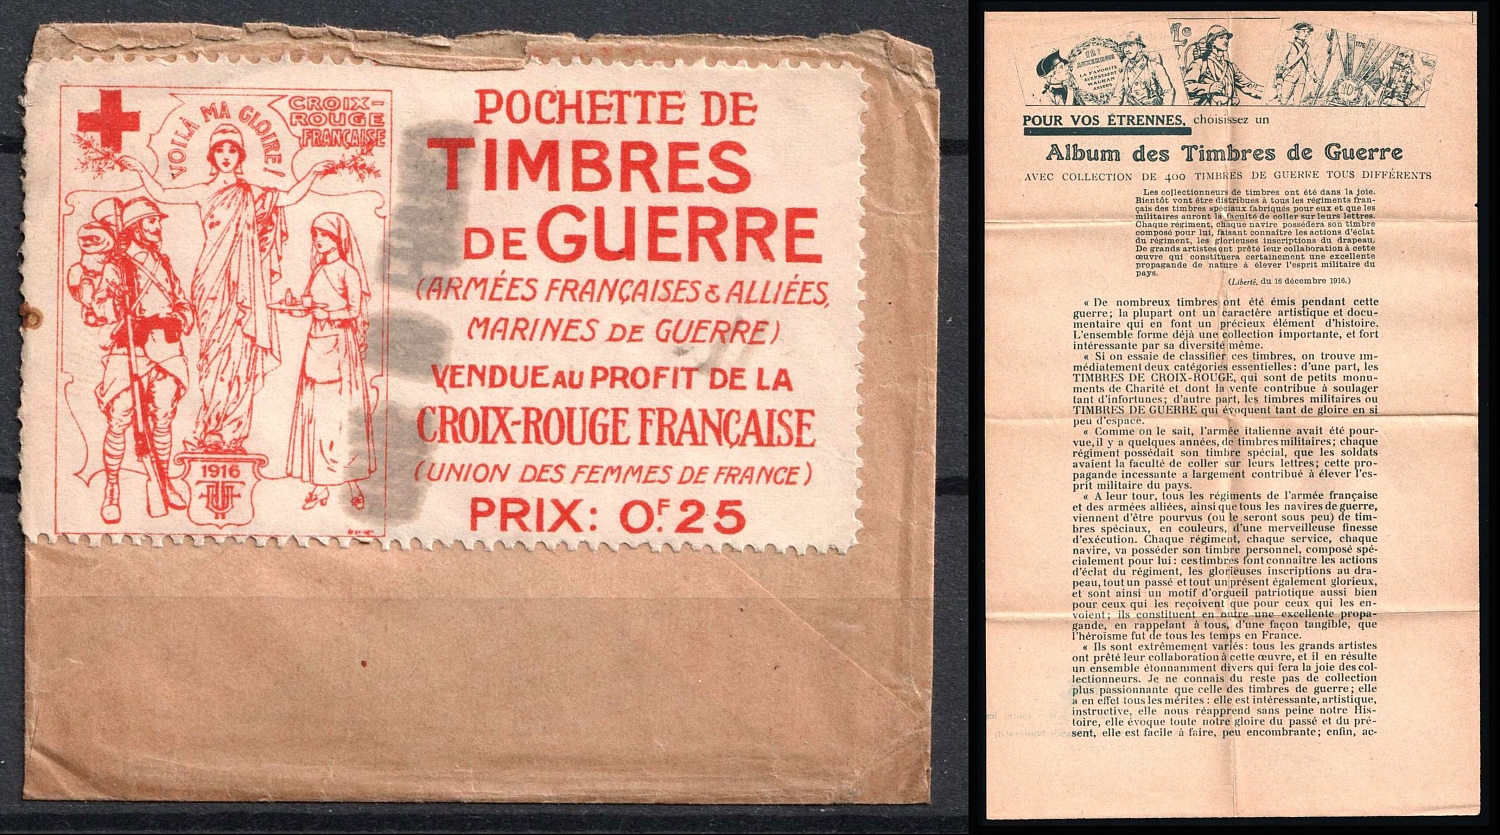 CROIX-
ROUGE
FRANÇAISE
VOILÀ MA GLOIRE!
1916
POCHETTE DE
TIMBRES
DE GUERRE
(ARMÉES FRANÇAISES & ALLIÉES,
MARINES DE GUERRE)
VENDUE AU PROFIT DE LA
CROIX-ROUGE FRANÇAISE
(UNION DES FEMMES DE FRANCE)
PRIX: 0F.25
LA FAVORITE
WAGRAM
POUR VOS ÉTRENNES, choisissez un
Album des Timbres de Guerre
AVEC COLLECTION DE 400 TIMBRES DE GUERRE TOUS DIFFÉRENTS
Les collectionneurs de timbres ont été dans la joie.
Bientôt vont être distribués à tous les régiments fran-
çais des timbres spéciaux fabriqués pour eux et que les
militaires auront la faculté de coller sur leurs lettres.
Chaque régiment, chaque navire possédera son timbre
composé pour lui, faisant connaître les actions d'éclat
du régiment, les glorieuses inscriptions du drapeau.
De grands artistes ont prêté leur collaboration à cette
œuvre qui constituera certainement une excellente
propagande de nature à élever l'esprit militaire du
pays.
(Liberté, du 16 décembre 1916.)
« De nombreux timbres ont été émis pendant cette
guerre; la plupart ont un caractère artistique et docu-
mentaire qui en font un précieux élément d'histoire.
L'ensemble forme déjà une collection importante, et fort
intéressante par sa diversité même.
« Si on essaie de classifier ces timbres, on trouve im-
médiatement deux catégories essentielles: d'une part, les
TIMBRES DE CROIX-ROUGE, qui sont de petits monu-
ments de Charité et dont la vente contribue à soulager
tant d'infortunes; d'autre part, les timbres militaires ou
TIMBRES DE GUERRE qui évoquent tant de gloire en si
peu d'espace.
« Comme on le sait, l'armée italienne avait été pour-
vue, il y a quelques années, de timbres militaires; chaque
régiment possédait son timbre spécial, que les soldats
avaient la faculté de coller sur leurs lettres; cette pro-
pagande incessante a largement contribué à élever l'es-
prit militaire du pays.
« A leur tour, tous les régiments de l'armée française
et des armées alliées, ainsi que tous les navires de guerre,
viennent d'être pourvus (ou le seront sous peu) de tim-
bres spéciaux, en couleurs, d'une merveilleuse finesse
d'exécution. Chaque régiment, chaque service, chaque
navire, va posséder son timbre personnel, composé spé-
cialement pour lui: ces timbres font connaître les actions
d'éclat du régiment, les glorieuses inscriptions au dra-
peau, tout un passé et tout un présent également glorieux,
et sont ainsi un motif d'orgueil patriotique aussi bien
pour ceux qui les reçoivent que pour ceux qui les en-
voient; ils constituent en outre une excellente propa-
gande, en rappelant à tous, d'une façon tangible, que
l'héroïsme fut de tous les temps en France.
« Ils sont extrêmement variés: tous les grands artistes
ont prêté leur collaboration à cette œuvre, et il en résulte
un ensemble étonnamment divers qui fera la joie des col-
lectionneurs. Je ne connais du reste pas de collection
plus passionnante que celle des timbres de guerre; elle
a en effet tous les mérites: elle est intéressante, artistique,
instructive, elle nous réapprend sans peine notre His-
toire, elle évoque toute notre gloire du passé et du pré-
sent, elle est facile à faire, peu encombrante; enfin, ac-